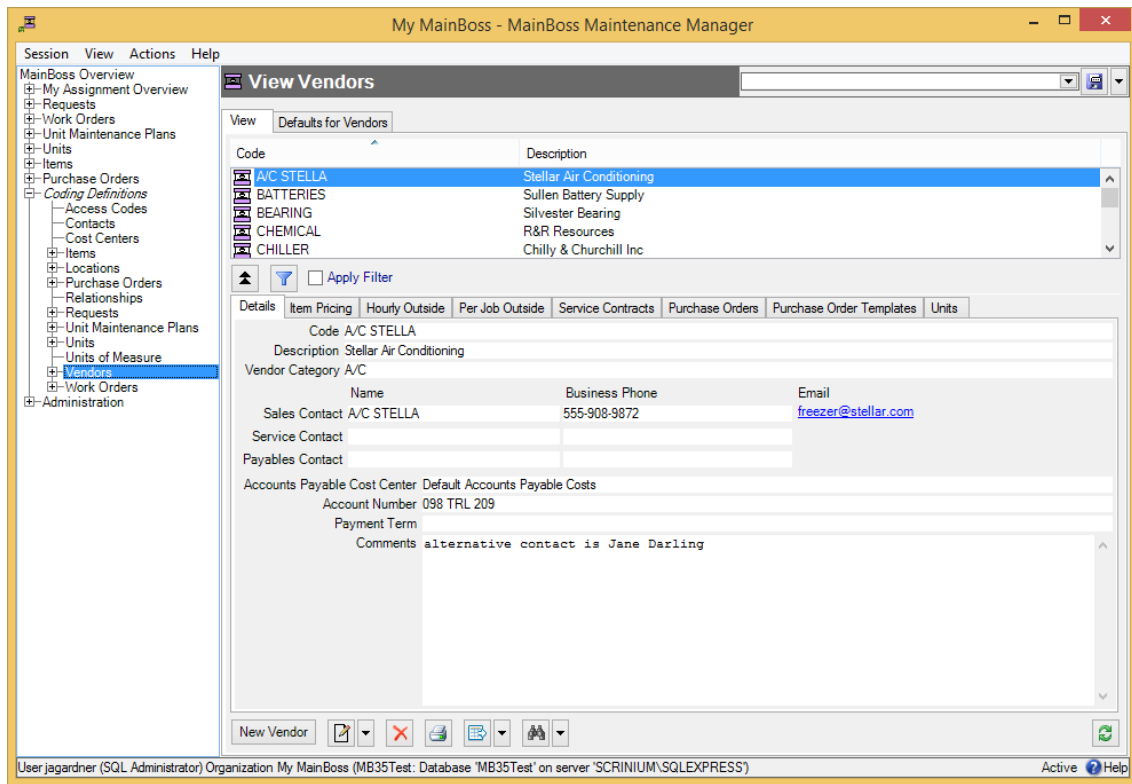 My MainBoss - MainBoss Maintenance Manager
Session View Actions Help
MainBoss Overview
My Assignment Overview
Requests
Work Orders
Unit Maintenance Plans
Units
Items
Purchase Orders
Coding Definitions
Access Codes
Contacts
Cost Centers
Items
Locations
Purchase Orders
Relationships
Requests
Unit Maintenance Plans
Units
Units of Measure
Vendors
Work Orders
Administration
View Vendors
View Defaults for Vendors
Code Description
A/C STELLA Stellar Air Conditioning
BATTERIES Sullen Battery Supply
BEARING Silvester Bearing
CHEMICAL R&R Resources
CHILLER Chilly & Churchill Inc
Apply Filter
Details Item Pricing Hourly Outside Per Job Outside Service Contracts Purchase Orders Purchase Order Templates Units
Code A/C STELLA
Description Stellar Air Conditioning
Vendor Category A/C
Name Business Phone Email
Sales Contact A/C STELLA 555-908-9872 freezer@stellar.com
Service Contact
Payables Contact
Accounts Payable Cost Center Default Accounts Payable Costs
Account Number 098 TRL 209
Payment Term
Comments alternative contact is Jane Darling
New Vendor
User jagardner (SQL Administrator) Organization My MainBoss (MB35Test: Database 'MB35Test' on server 'SCRINIUM\SQLEXPRESS') Active Help